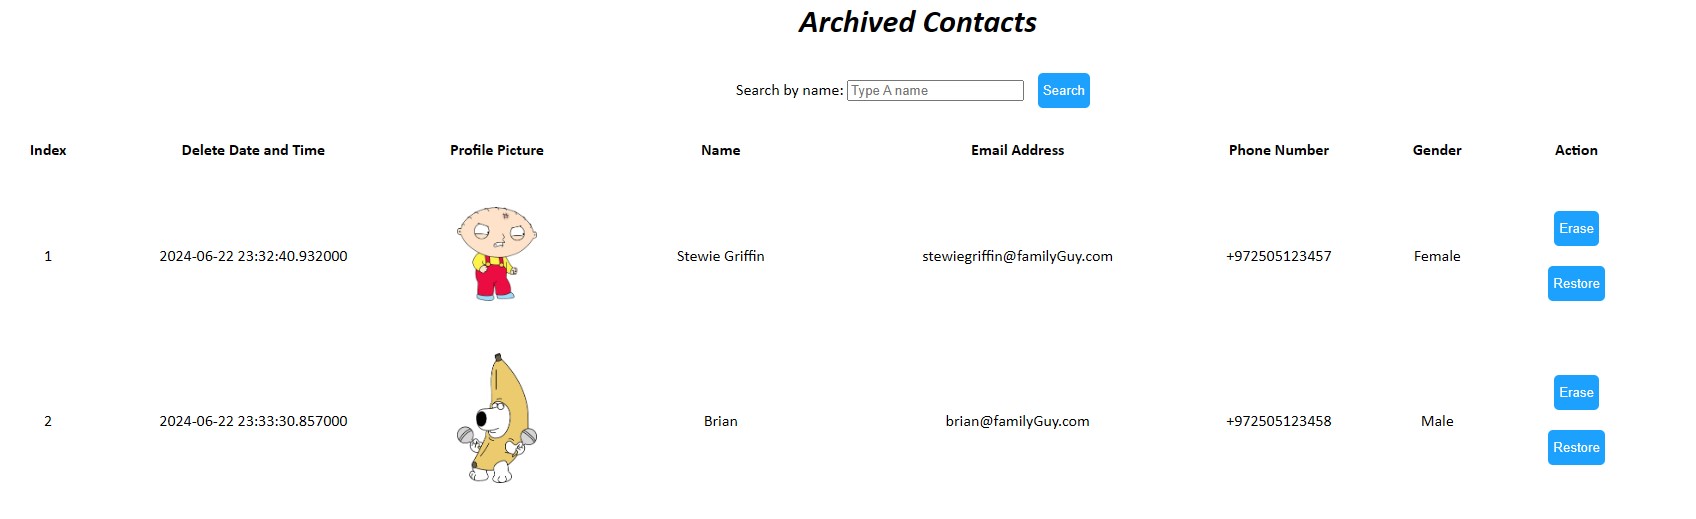 Archived Contacts
Search by name: Type A name Search
Index Delete Date and Time Profile Picture Name Email Address Phone Number Gender Action
1 2024-06-22 23:32:40.932000 Stewie Griffin stewiegriffin@familyGuy.com +972505123457 Female Erase Restore
2 2024-06-22 23:33:30.857000 Brian brian@familyGuy.com +972505123458 Male Erase Restore